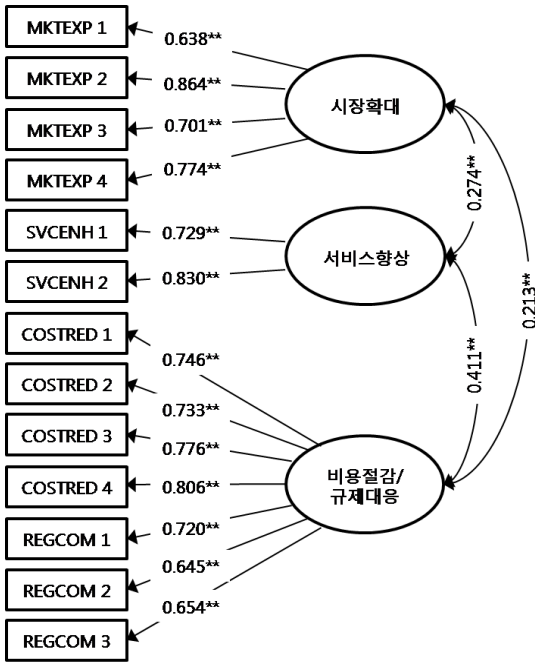 MKTEXP 1
0.638**
MKTEXP 2
0.864**
MKTEXP 3
0.701**
MKTEXP 4
0.774**
시장확대
SVCENH 1
0.729**
SVCENH 2
0.830**
서비스향상
COSTRED 1
0.746**
COSTRED 2
0.733**
COSTRED 3
0.776**
COSTRED 4
0.806**
REGCOM 1
0.720**
REGCOM 2
0.645**
REGCOM 3
0.654**
비용절감/
규제대응
0.274**
0.411**
0.213**